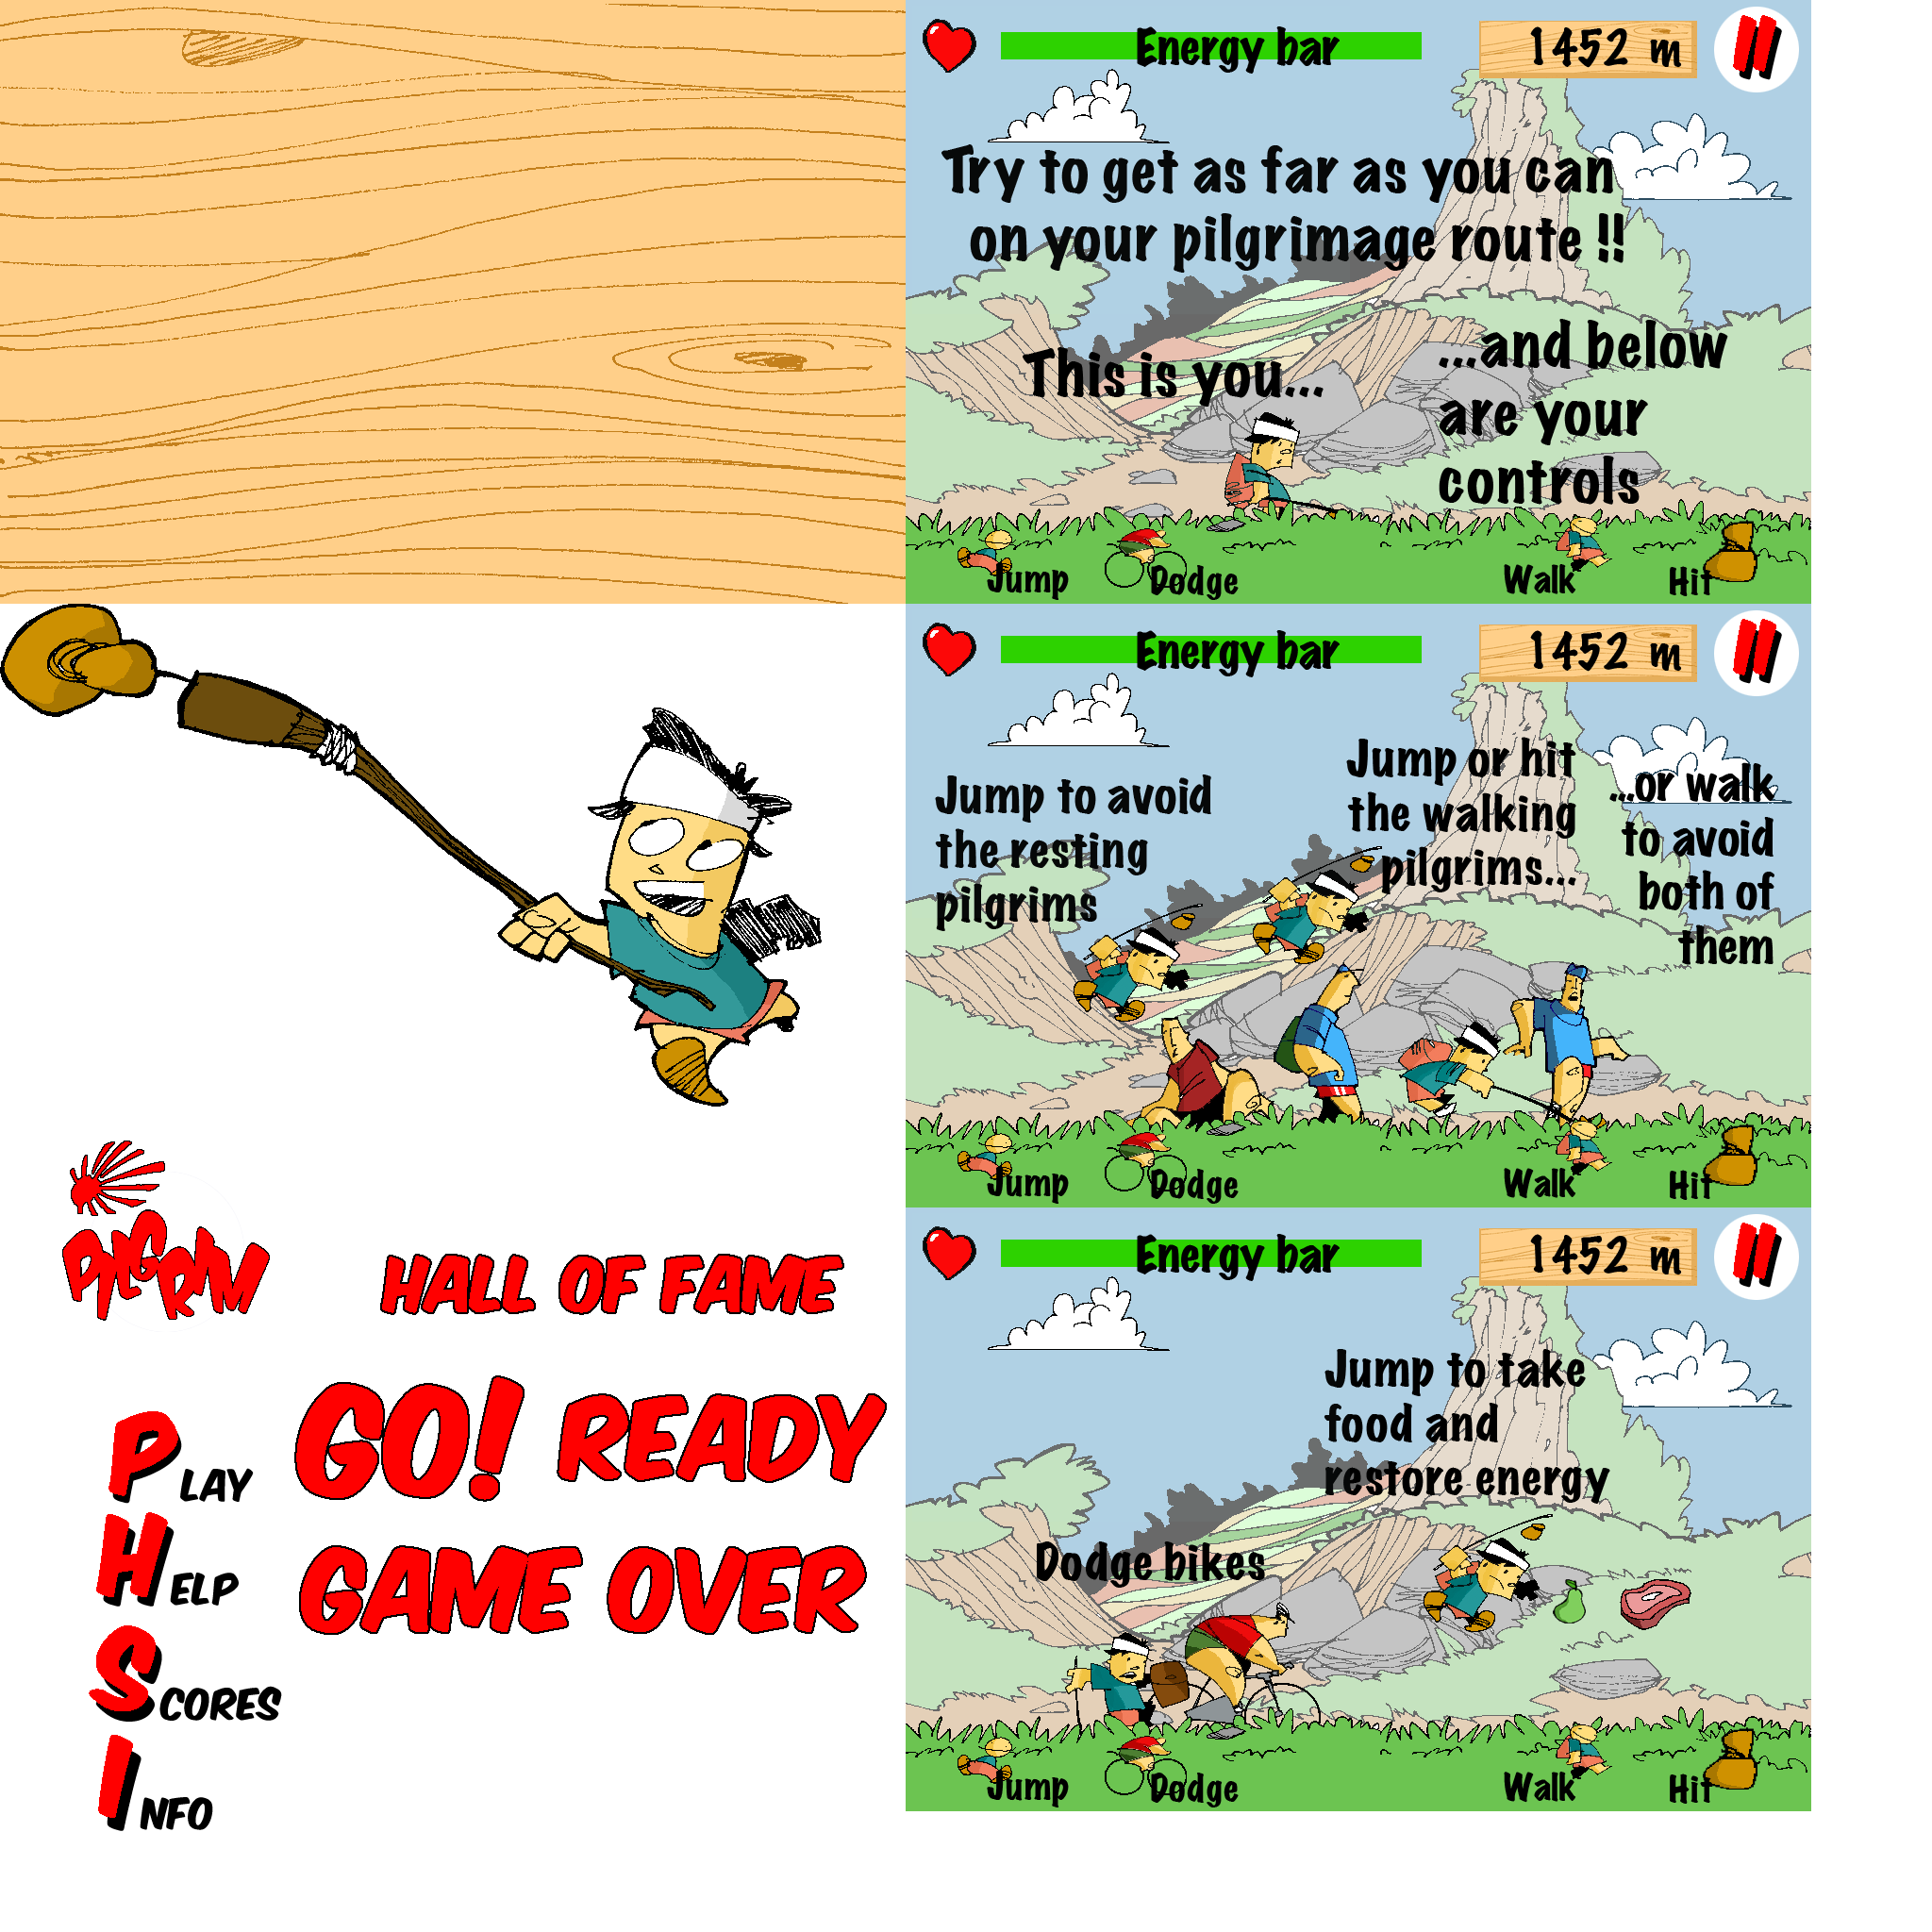 Energy bar
1452 m
Try to get as far as you can
on your pilgrimage route !!
This is you...
...and below
are your
controls
Jump
Dodge
Walk
Hit
Energy bar
1452 m
Jump to avoid
the resting
pilgrims
Jump or hit
the walking
pilgrims...
...or walk
to avoid
both of
them
Jump
Dodge
Walk
Hit
PILGRIM
HALL OF FAME
GO! READY
GAME OVER
PLAY
HELP
SCORES
INFO
Energy bar
1452 m
Jump to take
food and
restore energy
Dodge bikes
Jump
Dodge
Walk
Hit